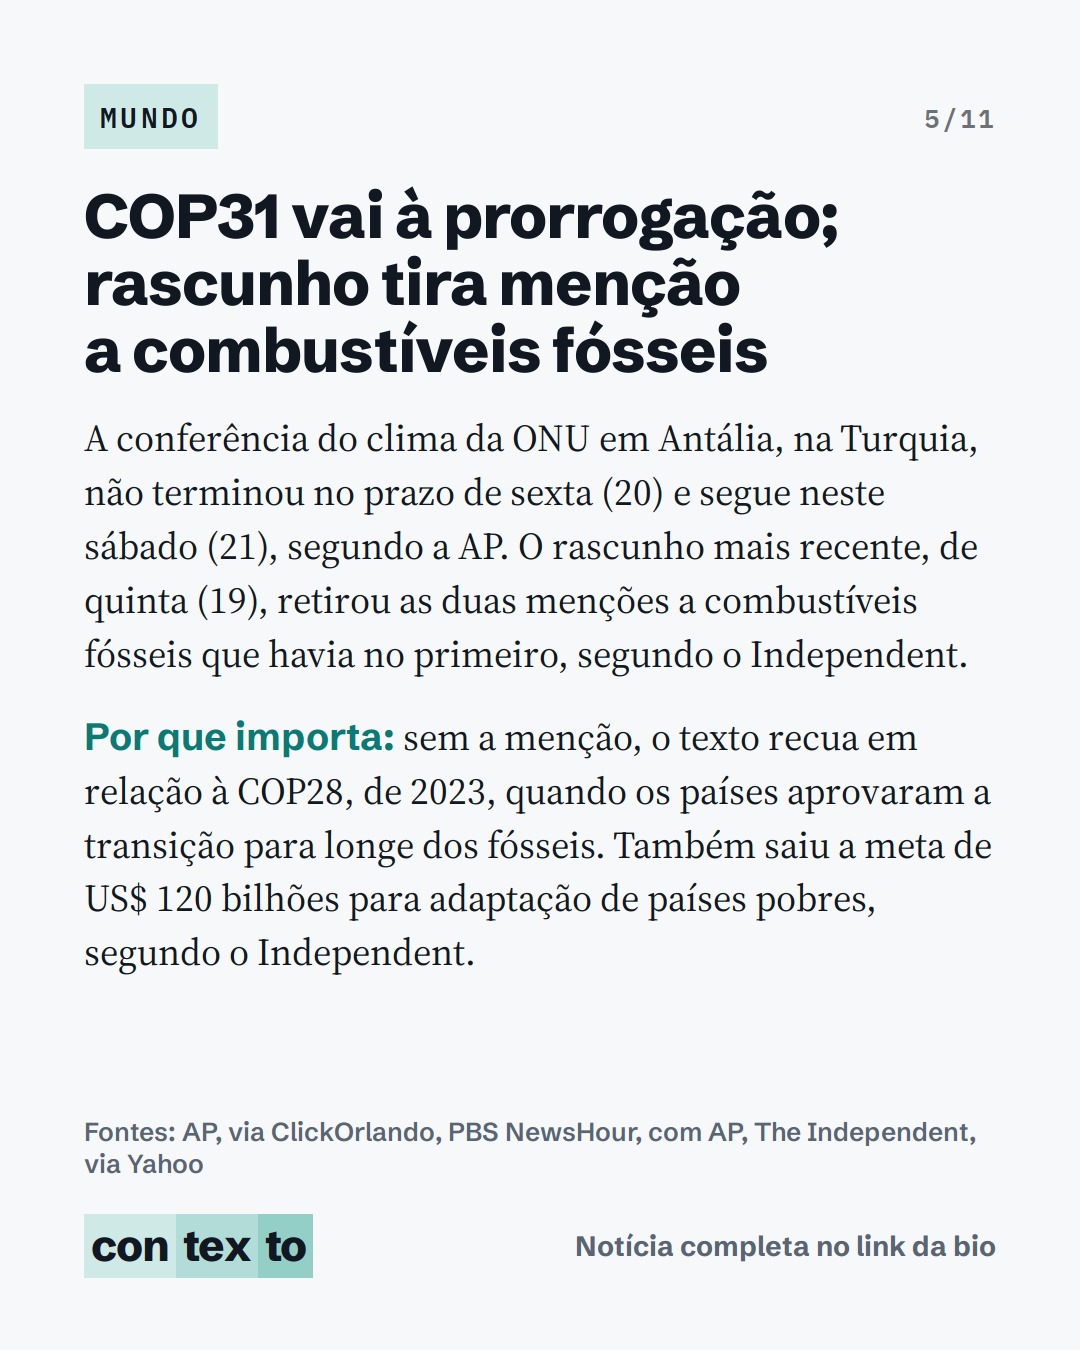 MUNDO
5/11
COP31 vai à prorrogação;
rascunho tira menção
a combustíveis fósseis
A conferência do clima da ONU em Antália, na Turquia,
não terminou no prazo de sexta (20) e segue neste
sábado (21), segundo a AP. O rascunho mais recente, de
quinta (19), retirou as duas menções a combustíveis
fósseis que havia no primeiro, segundo o Independent.
Por que importa: sem a menção, o texto recua em
relação à COP28, de 2023, quando os países aprovaram a
transição para longe dos fósseis. Também saiu a meta de
US$ 120 bilhões para adaptação de países pobres,
segundo o Independent.
Fontes: AP, via ClickOrlando, PBS NewsHour, com AP, The Independent,
via Yahoo
contexto
Notícia completa no link da bio